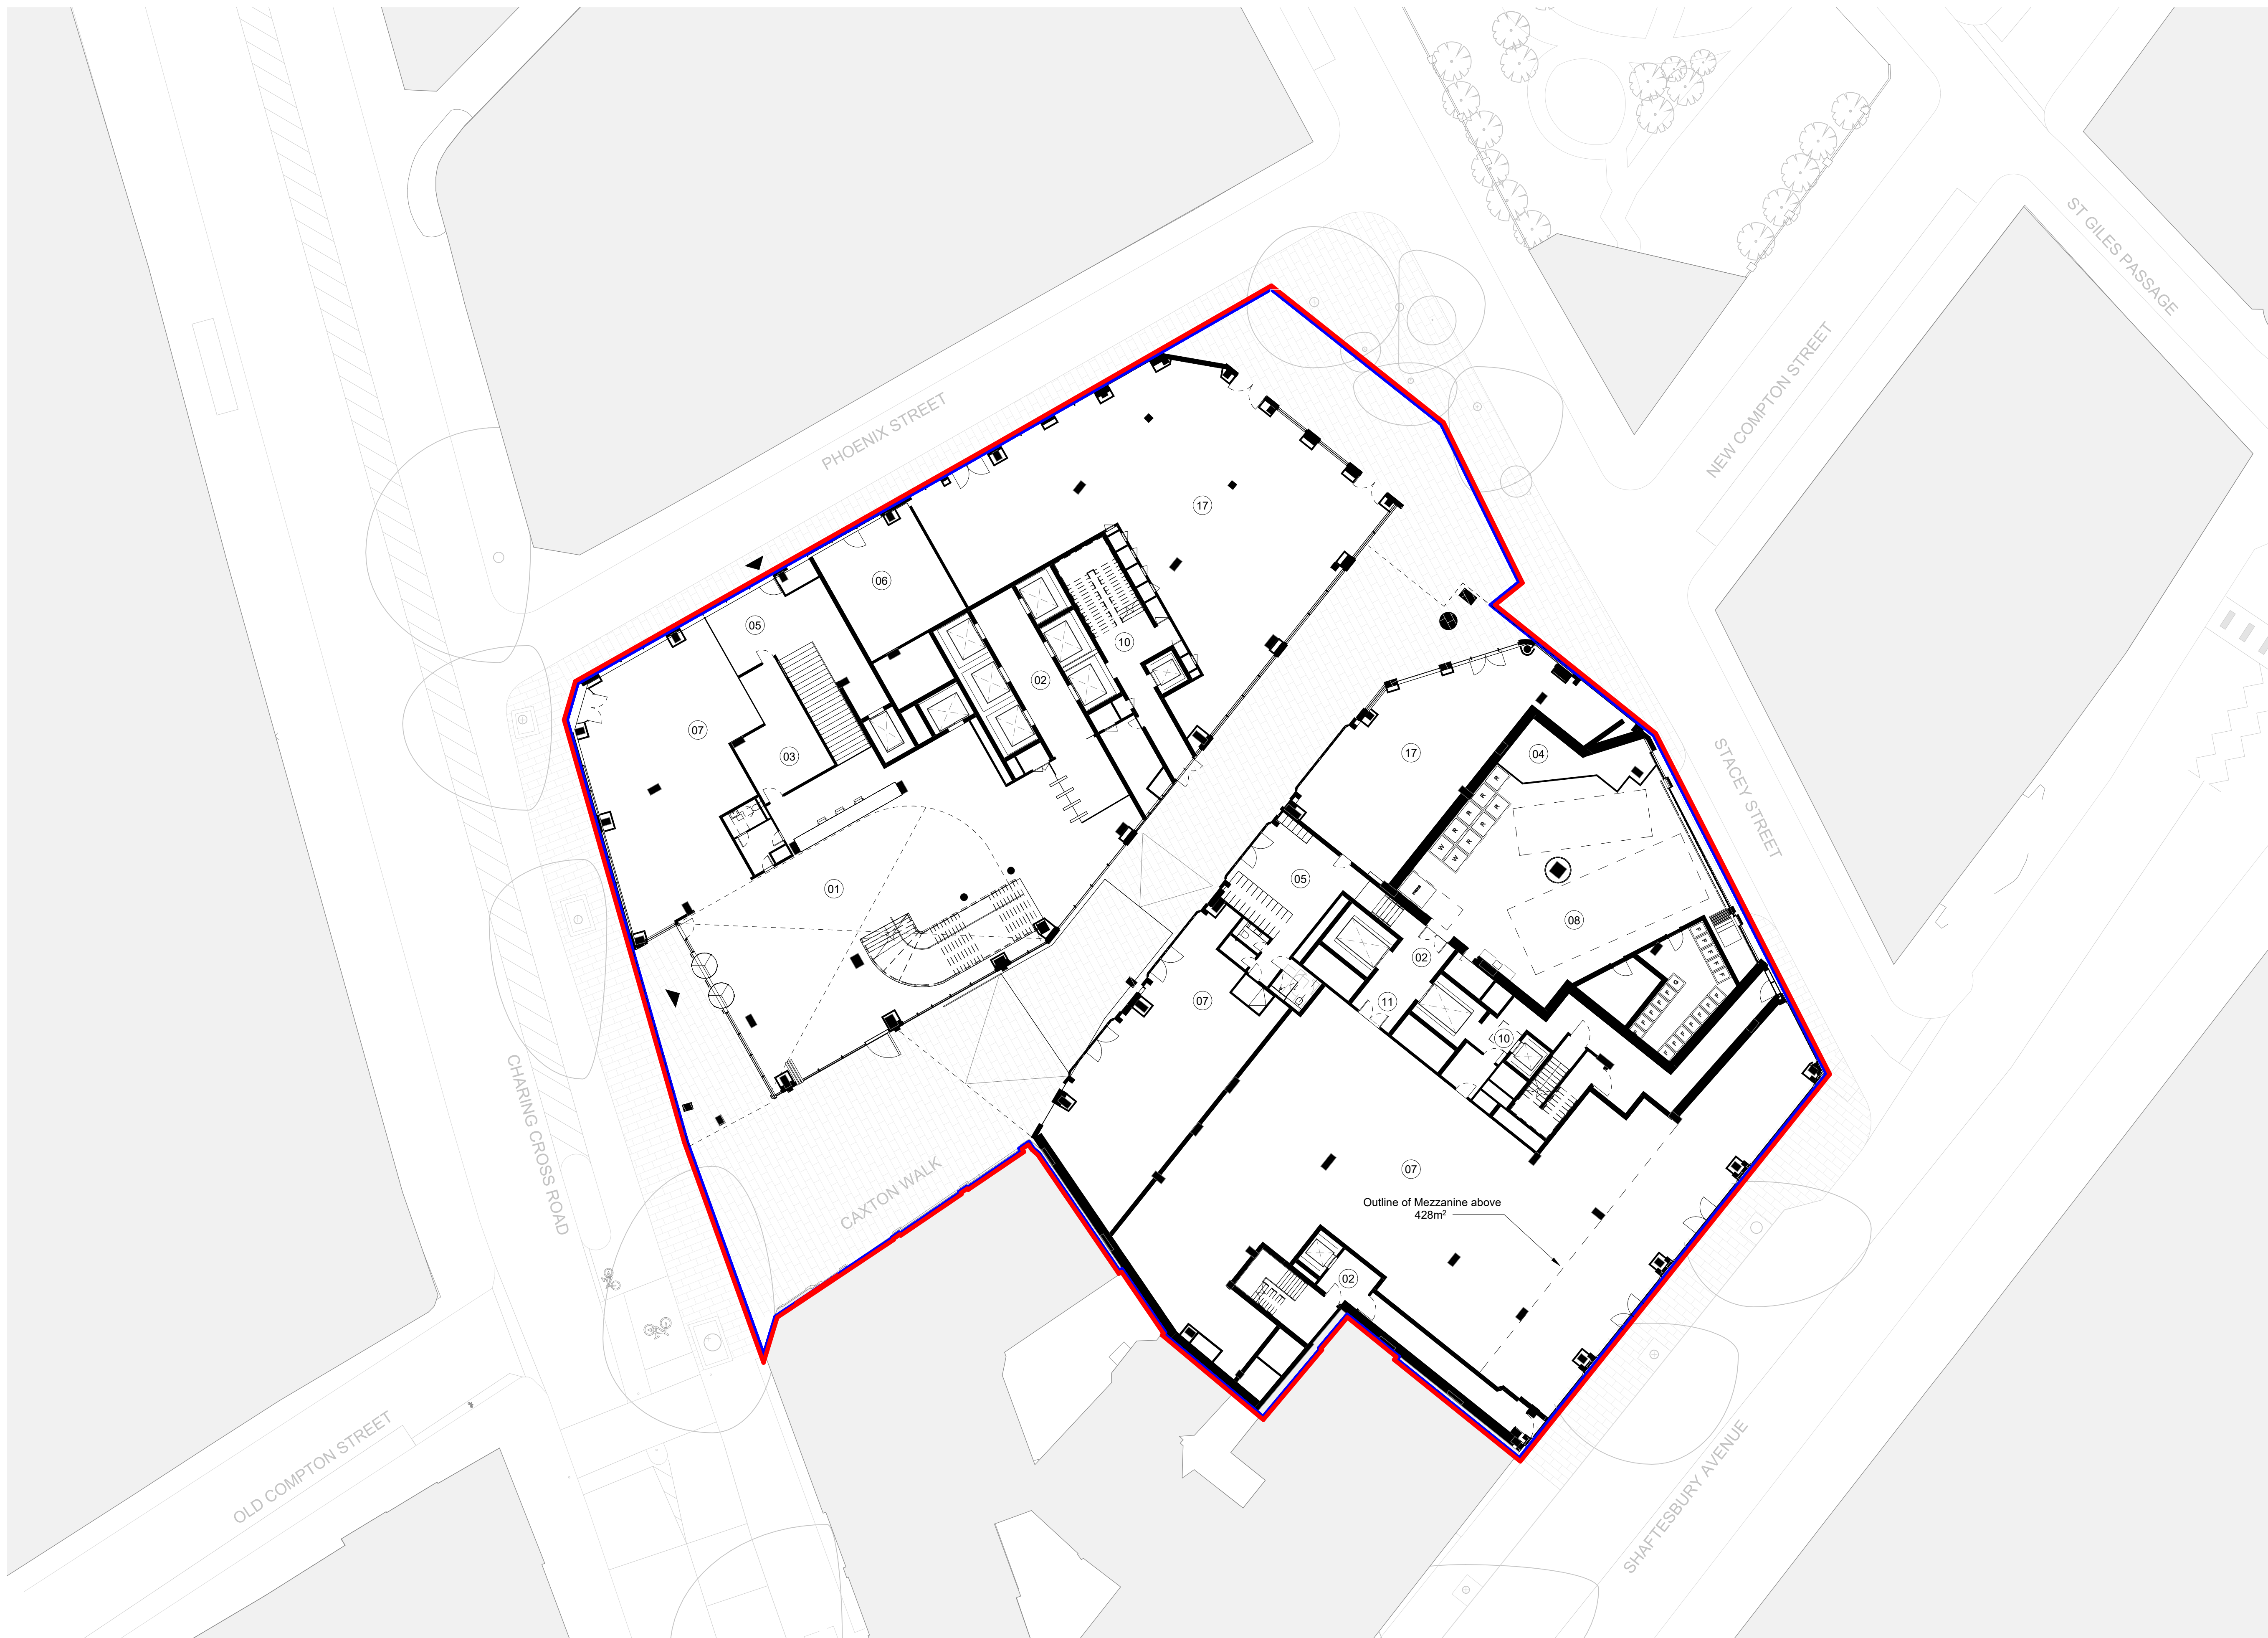 ST GILES PASSAGE
NEW COMPTON STREET
PHOENIX STREET
17
06
05
10
02
07
03
17
04
STACEY STREET
R
R
R
R
R
R
W
R
W
01
05
08
02
07
11
10
F
F
F
F
F
G
F
F
F
F
F
F
F
F
F
F
F
CHARING CROSS ROAD
CAXTON WALK
07
Outline of Mezzanine above
428m²
02
OLD COMPTON STREET
SHAFTESBURY AVENUE